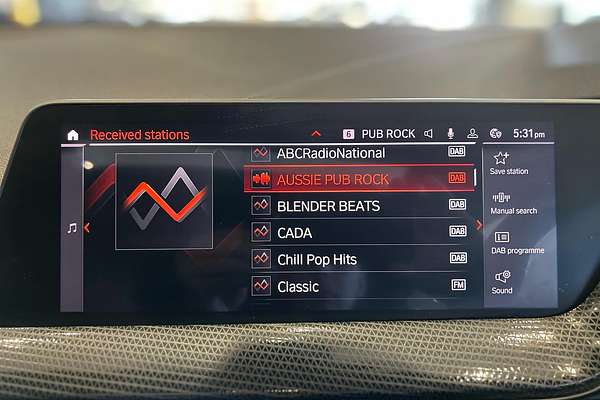 Received stations
6 PUB ROCK 5:31 pm
ABCRadioNational DAB
AUSSIE PUB ROCK DAB
BLENDER BEATS DAB
CADA DAB
Chill Pop Hits DAB
Classic FM
Save station
Manual search
DAB programme
Sound